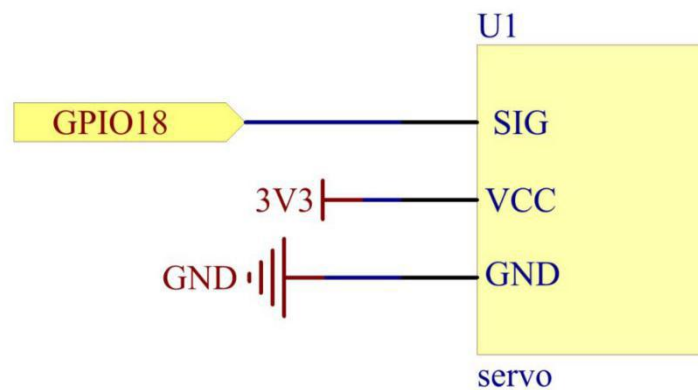 U1
GPIO18 SIG
3V3 VCC
GND GND
servo